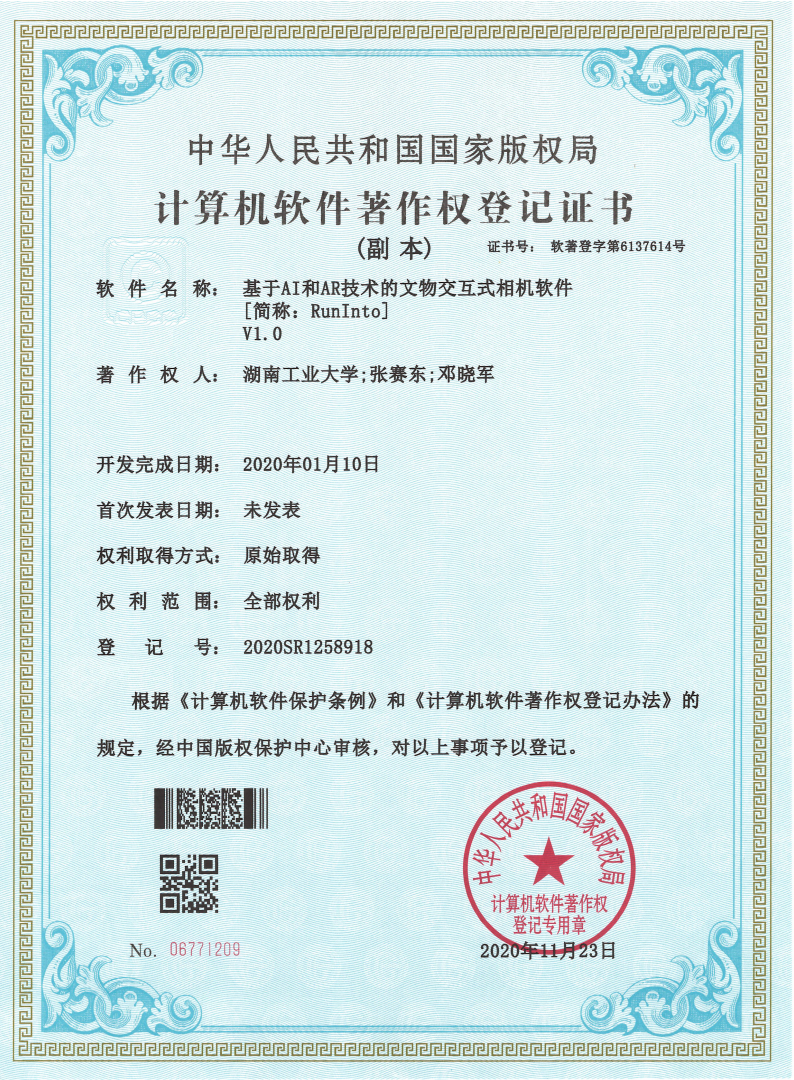 中华人民共和国国家版权局
计算机软件著作权登记证书
(副 本)
证书号: 软著登字第6137614号
软 件 名 称: 基于AI和AR技术的文物交互式相机软件
[简称: RunInto]
V1.0
著 作 权 人: 湖南工业大学;张赛东;邓晓军
开发完成日期: 2020年01月10日
首次发表日期: 未发表
权利取得方式: 原始取得
权 利 范 围: 全部权利
登 记 号: 2020SR1258918
根据《计算机软件保护条例》和《计算机软件著作权登记办法》的
规定，经中国版权保护中心审核，对以上事项予以登记。
中华人民共和国国家版权局
计算机软件著作权
登记专用章
No. 06771209
2020年11月23日